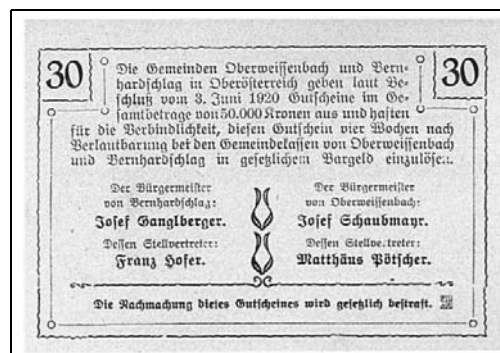 30 Die Gemeinden Oberweissenbach und Bern- 30
hardschlag in Oberösterreich geben laut Be-
schluß vom 3. Juni 1920 Gutscheine im Ge-
samtbetrage von 50.000 Kronen aus und haften
für die Verbindlichkeit, diesen Gutschein vier Wochen nach
Verlautbarung bei den Gemeindekassen von Oberweissenbach
und Bernhardschlag in gesetzlichem Bargeld einzulösen.
Der Bürgermeister
von Bernhardschlag:
Josef Ganglberger.
Dessen Stellvertreter:
Franz Hofer.
Der Bürgermeister
von Oberweissenbach:
Josef Schaubmayr.
Dessen Stellvertreter:
Matthäus Pötscher.
Die Nachmachung dieses Gutscheines wird gesetzlich bestraft.